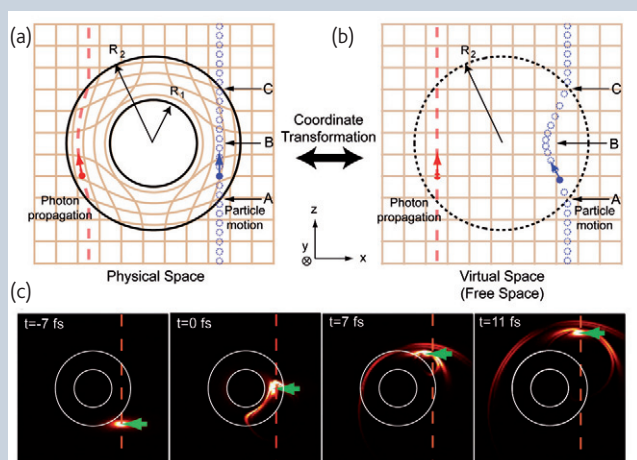 (a)
R2
R1
C
B
A
Photon
propagation
Particle
motion
Physical Space
Coordinate
Transformation
z
y
x
(b)
R2
C
B
A
Photon
propagation
Particle
motion
Virtual Space
(Free Space)
(c)
t=-7 fs
t=0 fs
t=7 fs
t=11 fs